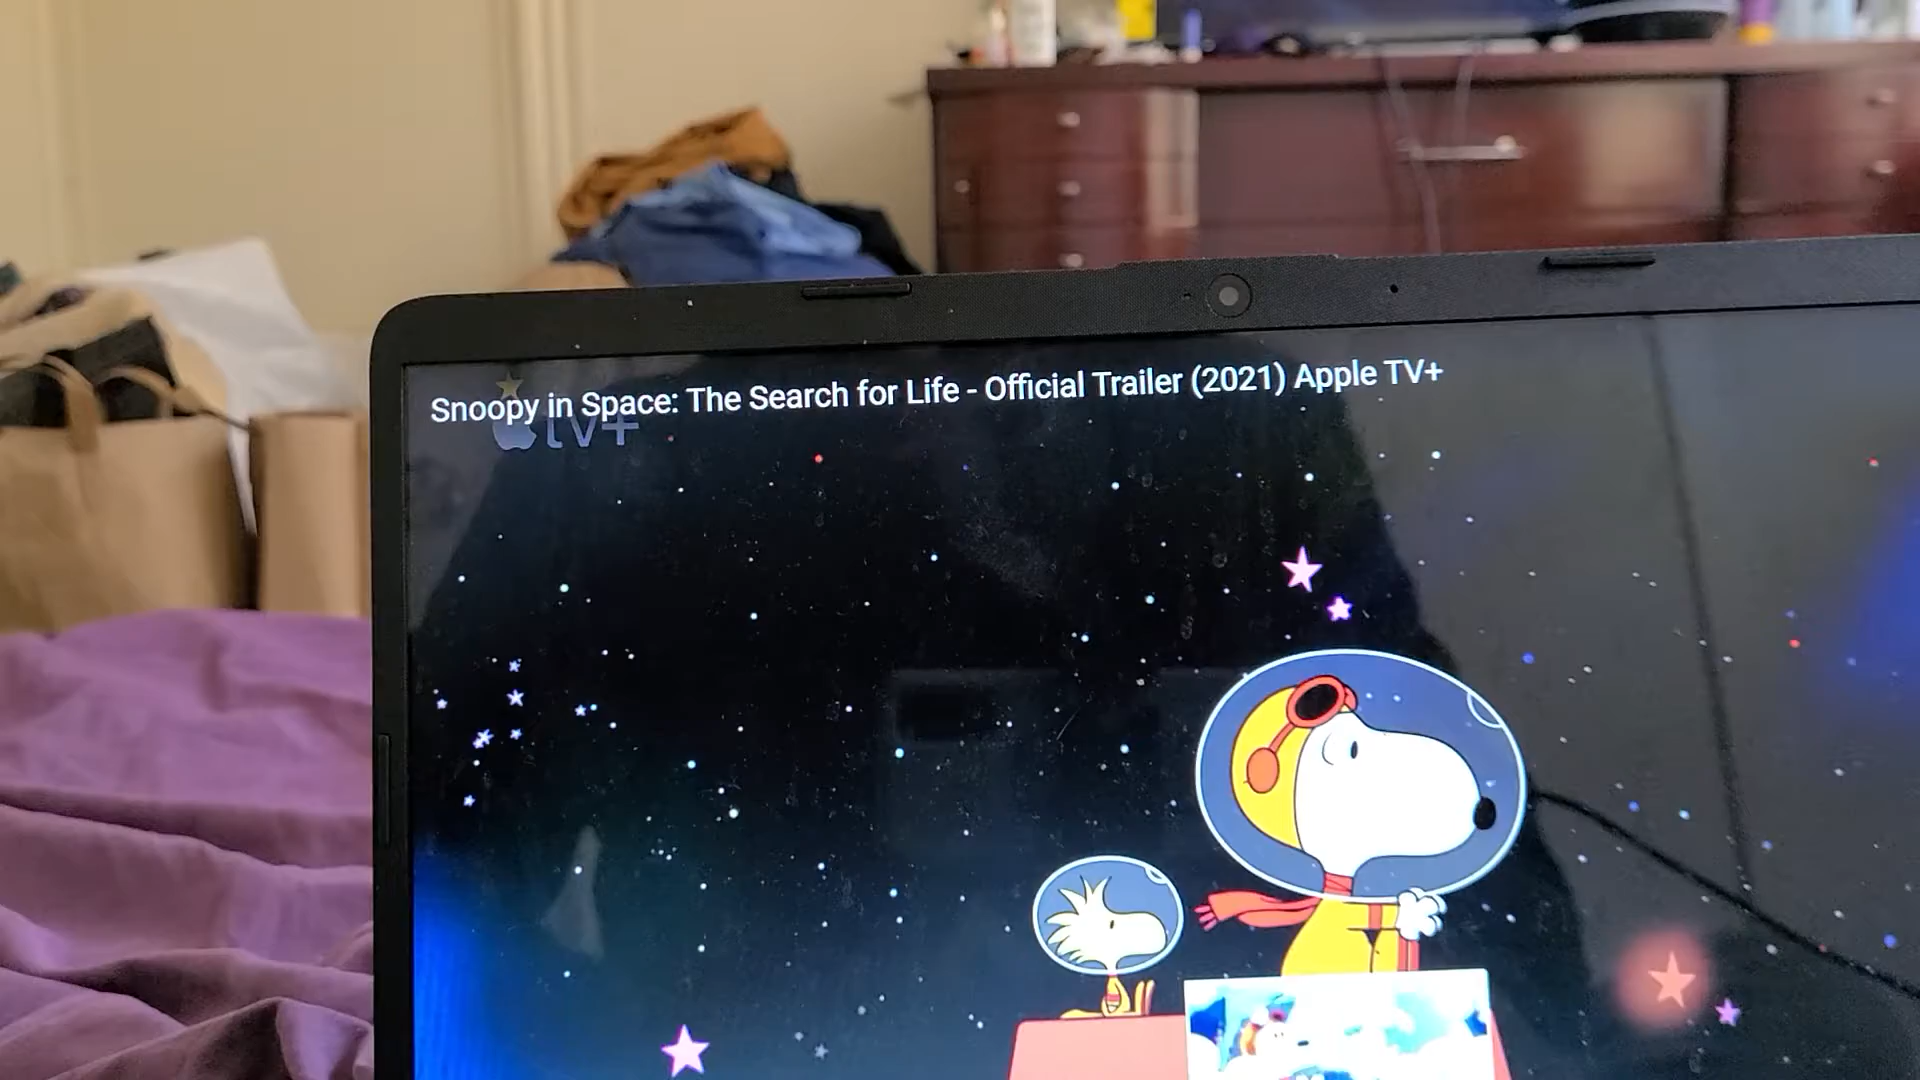 Snoopy in Space: The Search for Life - Official Trailer (2021) Apple TV+
tv+